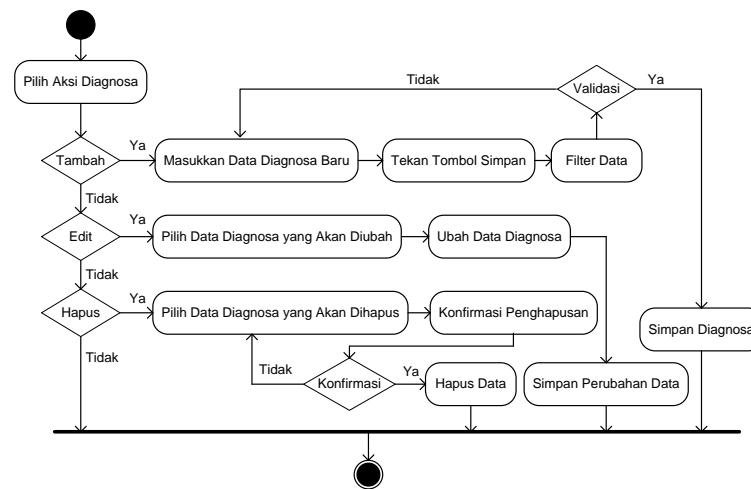 Pilih Aksi Diagnosa
Tidak
Validasi
Ya
Tambah
Ya
Masukkan Data Diagnosa Baru
Tekan Tombol Simpan
Filter Data
Tidak
Edit
Ya
Pilih Data Diagnosa yang Akan Diubah
Ubah Data Diagnosa
Tidak
Hapus
Ya
Pilih Data Diagnosa yang Akan Dihapus
Konfirmasi Penghapusan
Simpan Diagnosa
Tidak
Tidak
Konfirmasi
Ya
Hapus Data
Simpan Perubahan Data